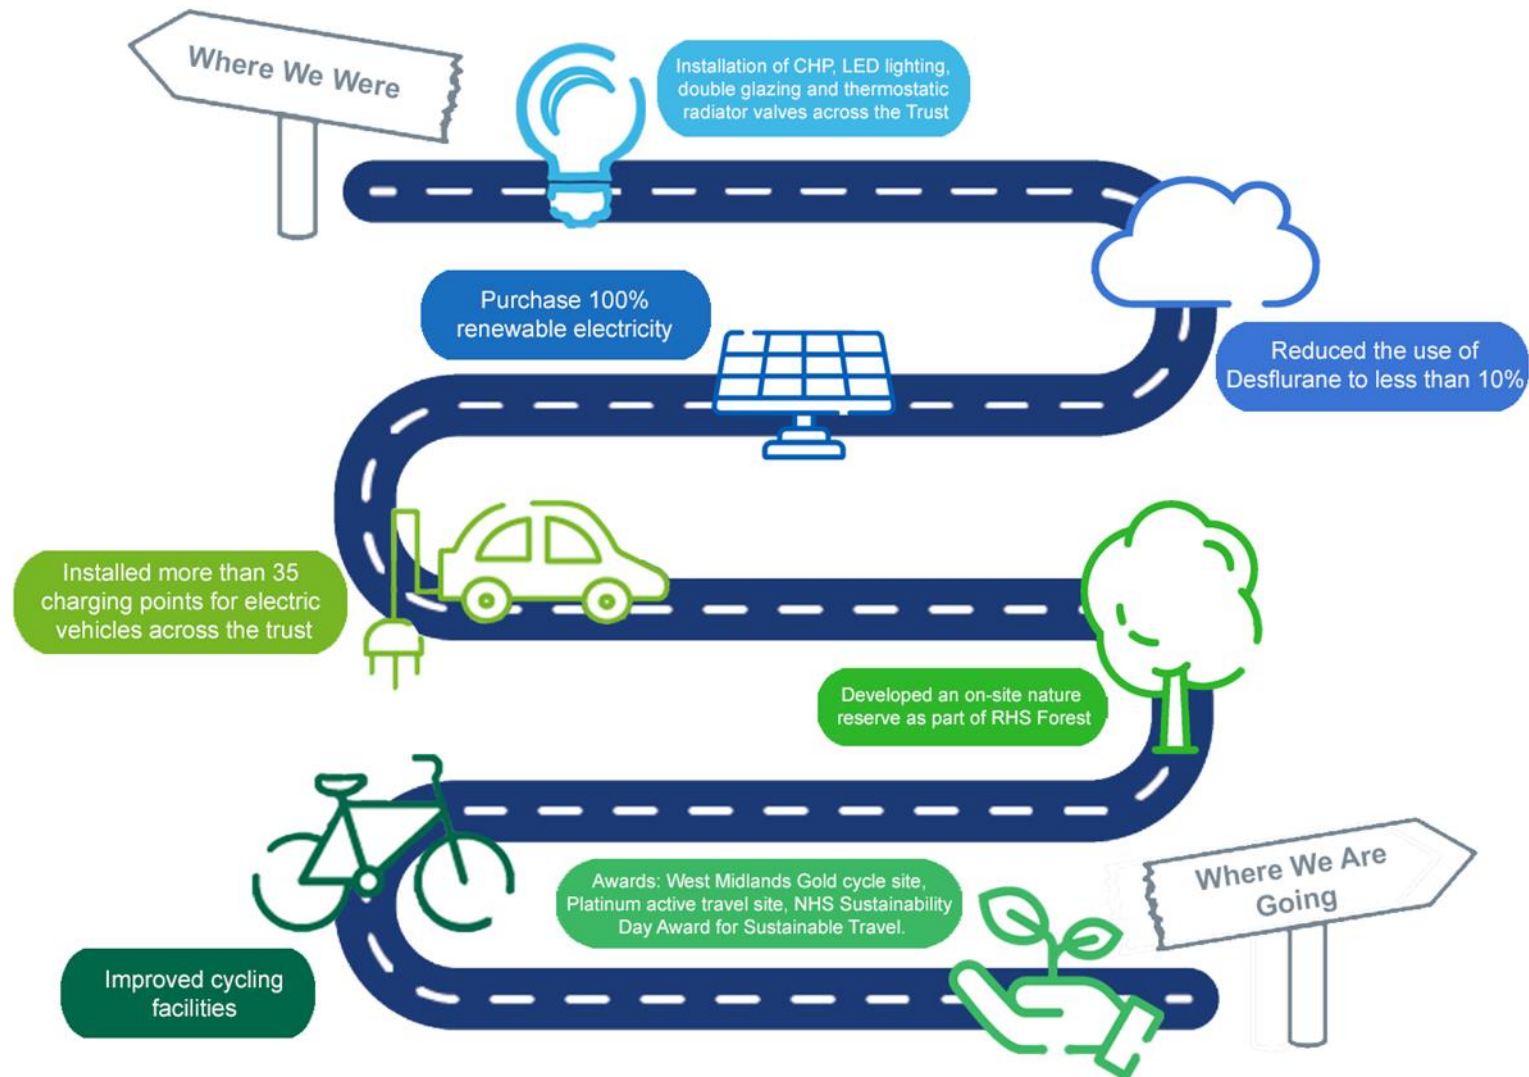 Where We Were
Installation of CHP, LED lighting,
double glazing and thermostatic
radiator valves across the Trust
Purchase 100%
renewable electricity
Reduced the use of
Desflurane to less than 10%
Installed more than 35
charging points for electric
vehicles across the trust
Developed an on-site nature
reserve as part of RHS Forest
Improved cycling
facilities
Awards: West Midlands Gold cycle site,
Platinum active travel site, NHS Sustainability
Day Award for Sustainable Travel.
Where We Are
Going